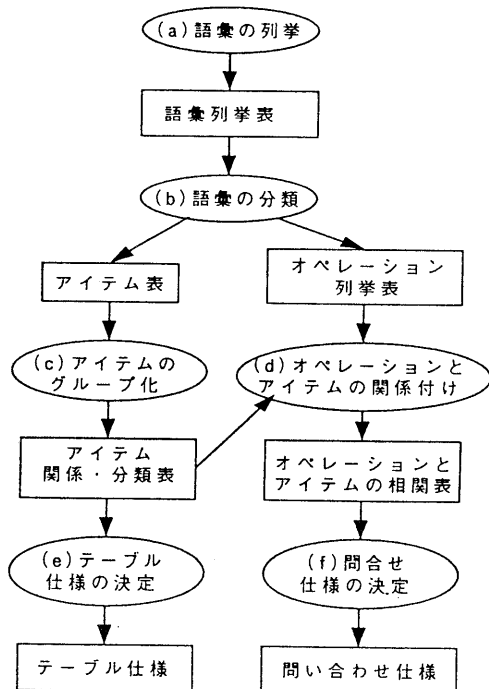 (a)語彙の列挙
語彙列挙表
(b)語彙の分類
アイテム表
オペレーション
列挙表
(c)アイテムの
グループ化
(d)オペレーションと
アイテムの関係付け
アイテム
関係・分類表
オペレーションと
アイテムの相関表
(e)テーブル
仕様の決定
(f)問合せ
仕様の決定
テーブル仕様
問い合わせ仕様